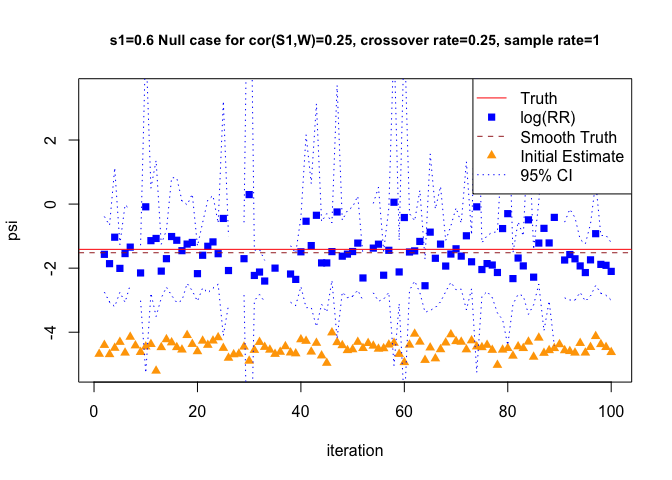 s1=0.6 Null case for cor(S1,W)=0.25, crossover rate=0.25, sample rate=1
Truth
log(RR)
Smooth Truth
Initial Estimate
95% CI
psi
2
0
-2
-4
0
20
40
60
80
100
iteration